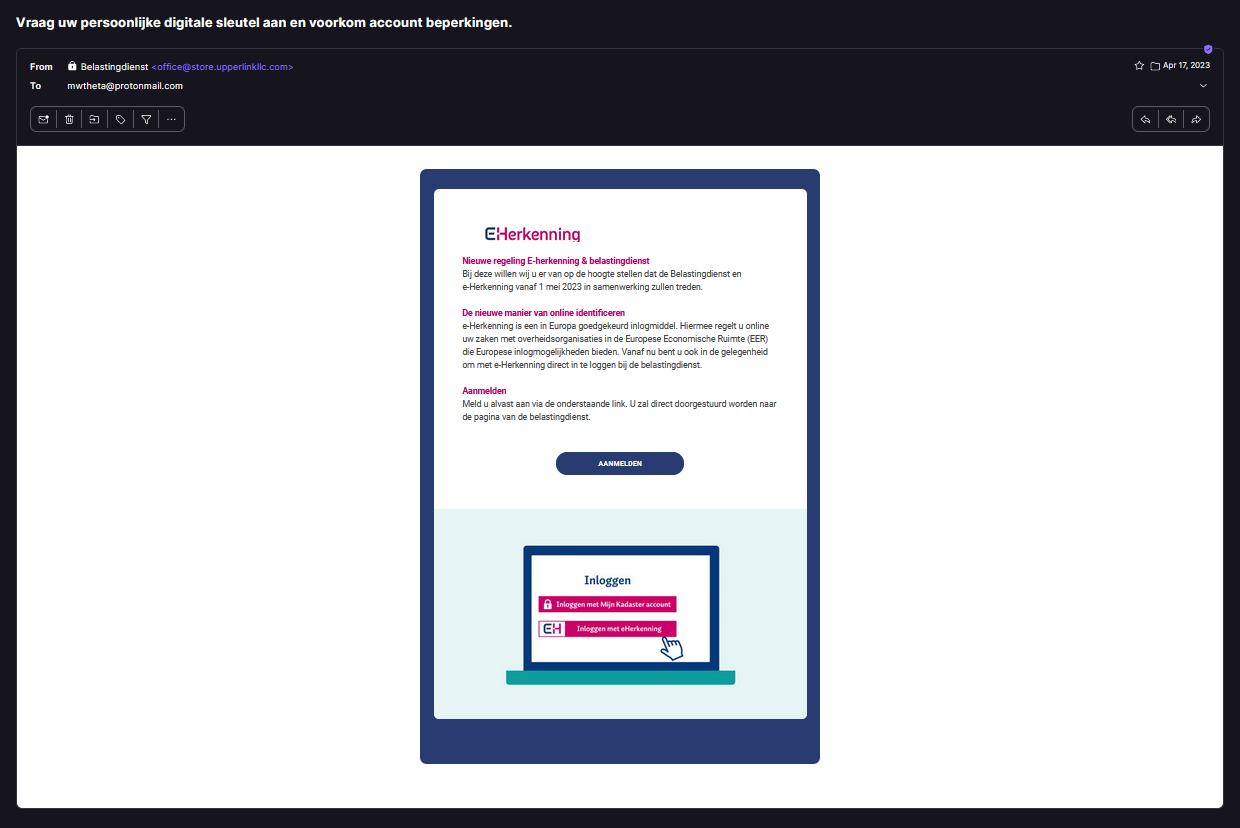 Vraag uw persoonlijke digitale sleutel aan en voorkom account beperkingen.
From Belastingdienst <office@store.upperlinkllc.com>
Apr 17, 2023
To mwtheta@protonmail.com
EHerkenning
Nieuwe regeling E-herkenning & belastingdienst
Bij deze willen wij u er van op de hoogte stellen dat de Belastingdienst en
e-Herkenning vanaf 1 mei 2023 in samenwerking zullen treden.
De nieuwe manier van online identificeren
e-Herkenning is een in Europa goedgekeurd inlogmiddel. Hiermee regelt u online
uw zaken met overheidsorganisaties in de Europese Economische Ruimte (EER)
die Europese inlogmogelijkheden bieden. Vanaf nu bent u ook in de gelegenheid
om met e-Herkenning direct in te loggen bij de belastingdienst.
Aanmelden
Meld u alvast aan via de onderstaande link. U zal direct doorgestuurd worden naar
de pagina van de belastingdienst.
AANMELDEN
Inloggen
Inloggen met Mijn Kadaster account
EH Inloggen met eHerkenning